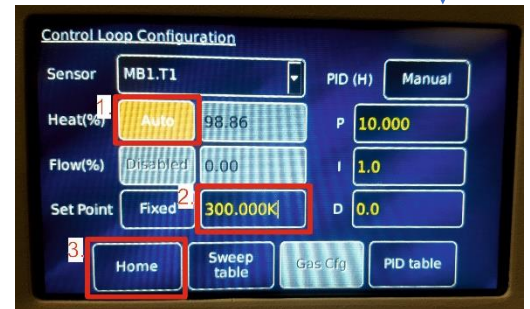 Control Loop Configuration
Sensor MB1.T1 PID (H) Manual
1.
Heat(%) Auto 98.86 P 10.000
Flow(%) Disabled 0.00 I 1.0
2.
Set Point Fixed 300.000K D 0.0
3.
Home Sweep table Gas Cfg PID table